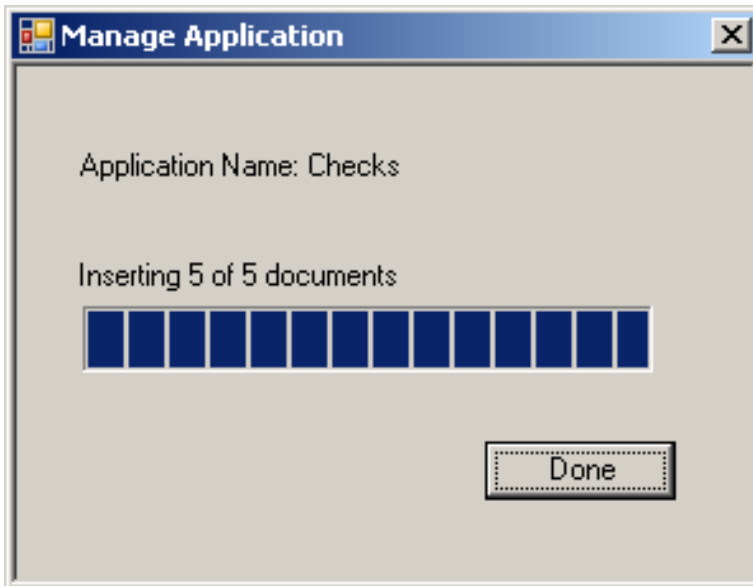 Manage Application
Application Name: Checks
Inserting 5 of 5 documents
Done